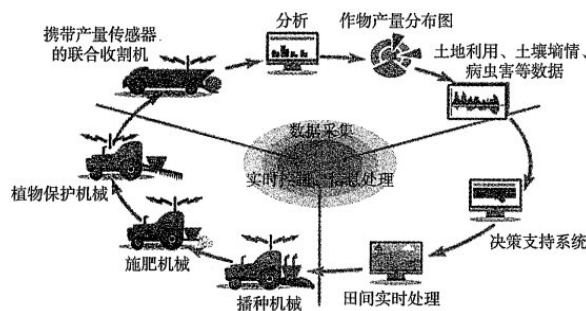 携带产量传感器
的联合收割机
分析
作物产量分布图
土地利用、土壤墒情、
病虫害等数据
数据采集
实时控制 信息处理
植物保护机械
决策支持系统
施肥机械
田间实时处理
播种机械